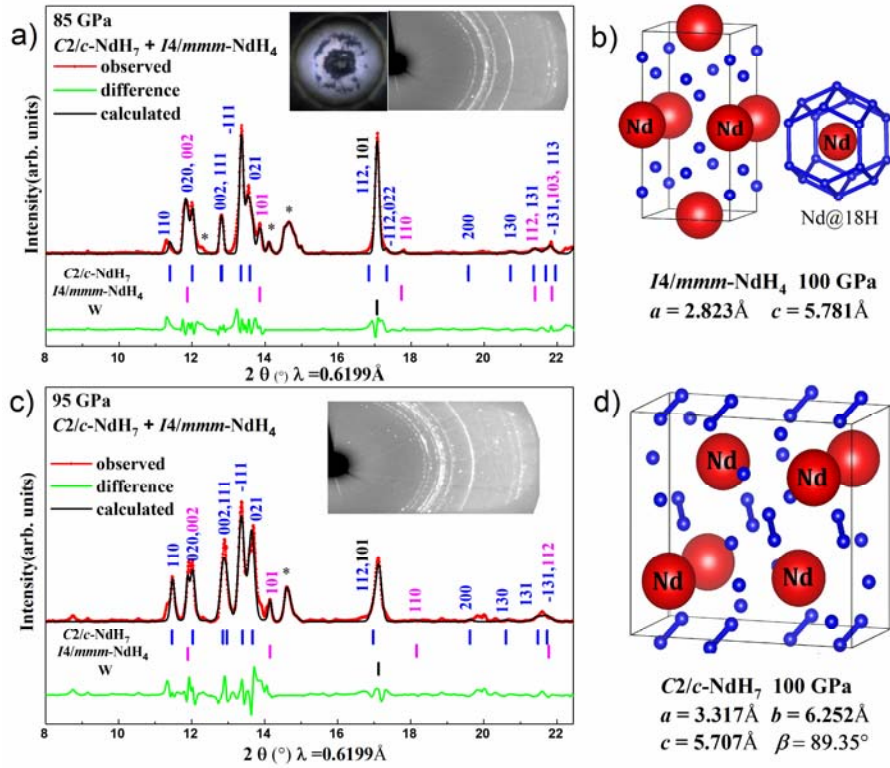 a)
85 GPa
C2/c-NdH7 + I4/mmm-NdH4
observed
difference
calculated
Intensity(arb. units)
110
020, 002
*
002, 111
-111
021
101
*
*
112, 101
-112,022
110
200
130
112, 131
-131,103, 113
C2/c-NdH7
I4/mmm-NdH4
W
8 10 12 14 16 18 20 22
2 θ (°) λ =0.6199Å
b)
Nd
Nd
Nd
Nd@18H
I4/mmm-NdH4 100 GPa
a = 2.823Å c = 5.781Å
c)
95 GPa
C2/c-NdH7 + I4/mmm-NdH4
observed
difference
calculated
Intensity(arb. units)
110
020,002
002,111
-111
021
101
*
112,101
110
200
130
131
-131,112
C2/c-NdH7
I4/mmm-NdH4
W
8 10 12 14 16 18 20 22
2 θ (°) λ =0.6199Å
d)
Nd
Nd
Nd
Nd
C2/c-NdH7 100 GPa
a = 3.317Å b = 6.252Å
c = 5.707Å β = 89.35°